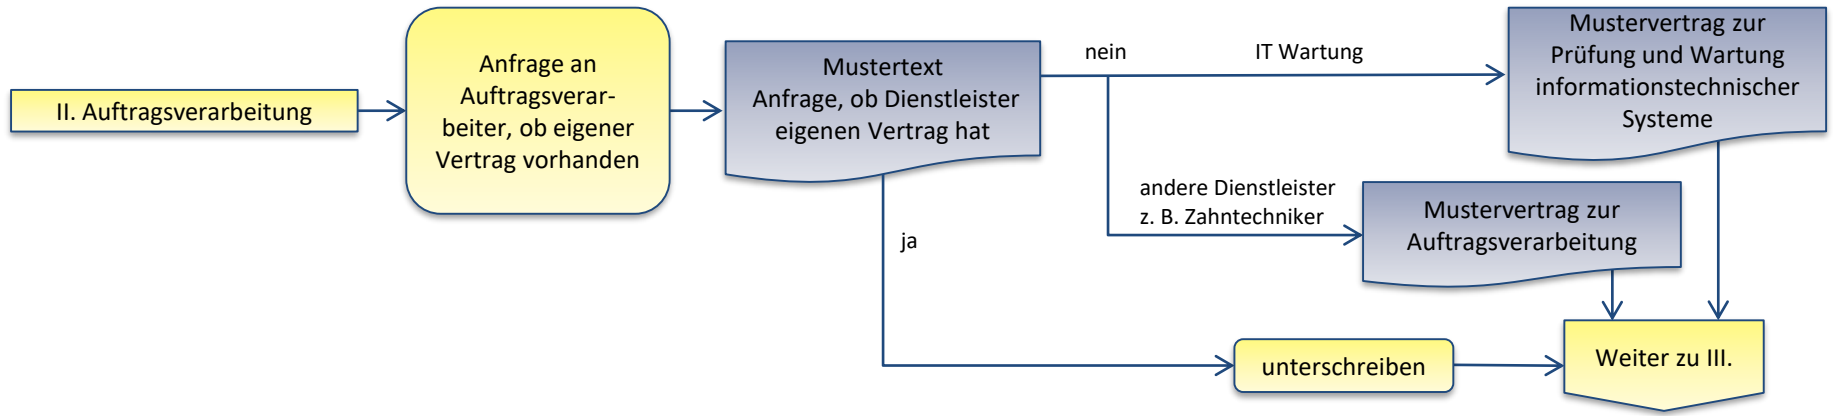 II. Auftragsverarbeitung
Anfrage an
Auftragsverar-
beiter, ob eigener
Vertrag vorhanden
Mustertext
Anfrage, ob Dienstleister
eigenen Vertrag hat
nein
IT Wartung
Mustervertrag zur
Prüfung und Wartung
informationstechnischer
Systeme
andere Dienstleister
z. B. Zahntechniker
Mustervertrag zur
Auftragsverarbeitung
ja
unterschreiben
Weiter zu III.